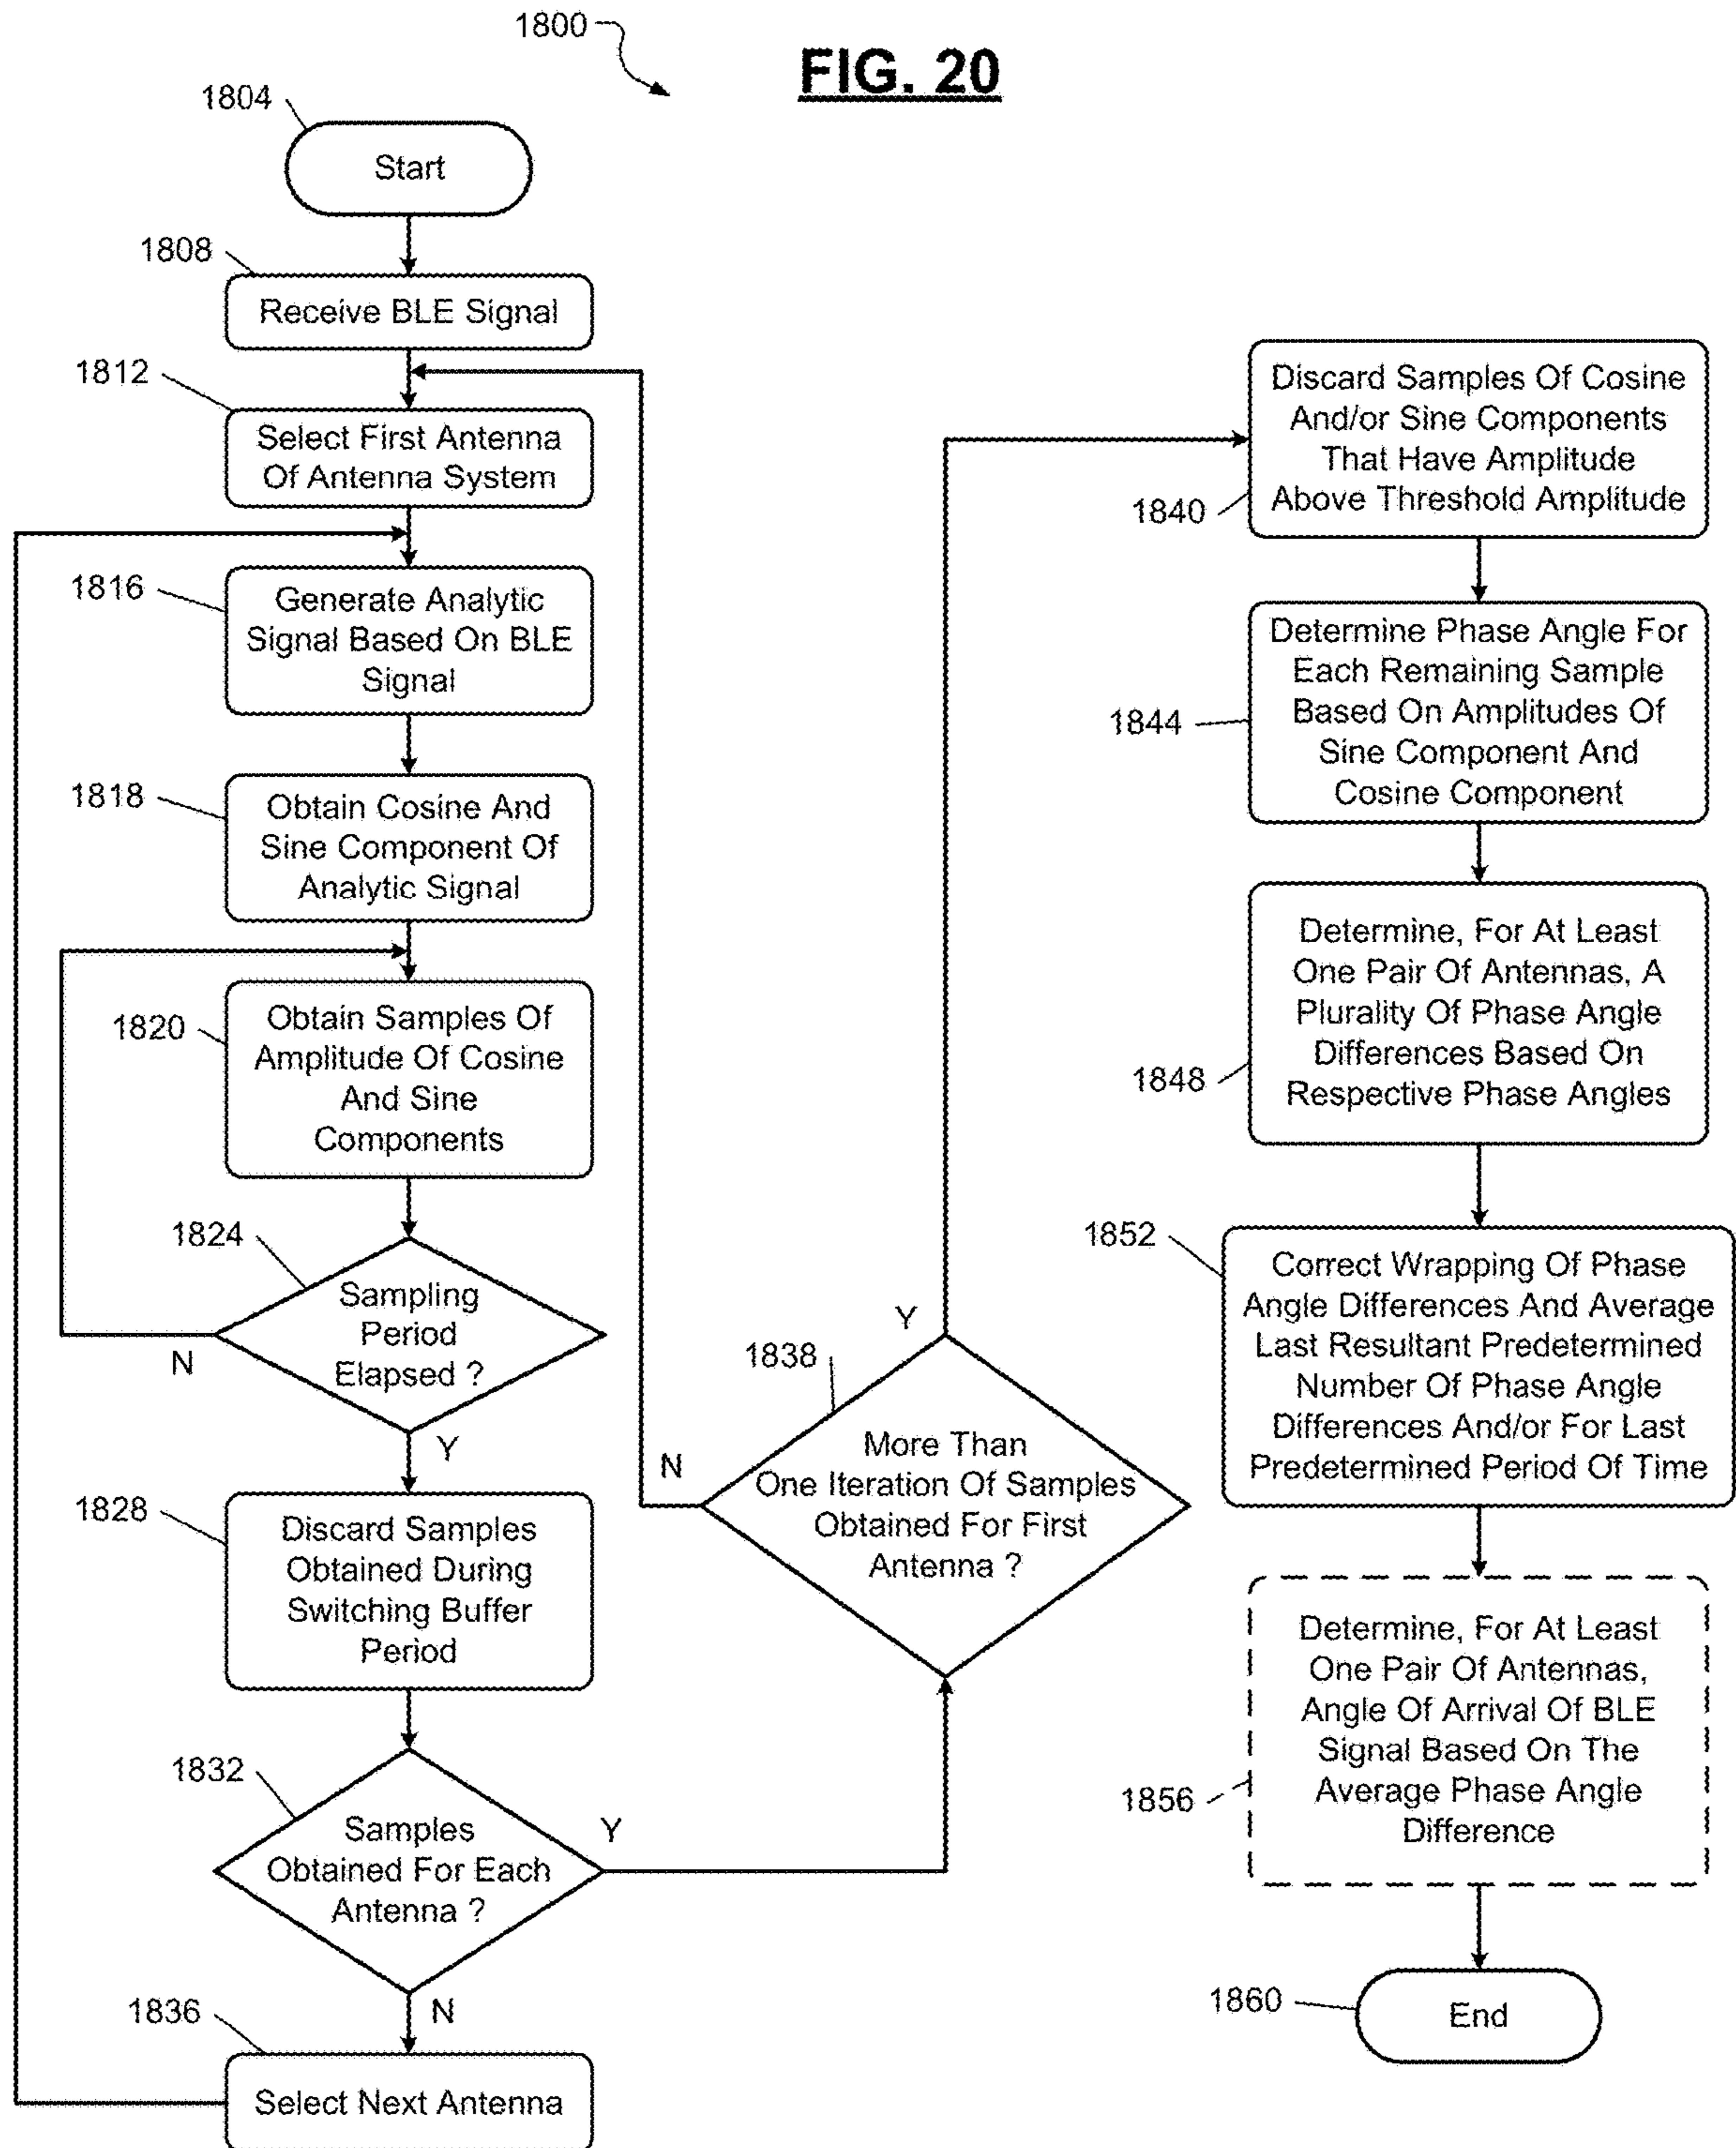 1800
FIG. 20
1804
Start
1808
Receive BLE Signal
1812
Select First Antenna
Of Antenna System
1816
Generate Analytic
Signal Based On BLE
Signal
1818
Obtain Cosine And
Sine Component Of
Analytic Signal
1820
Obtain Samples Of
Amplitude Of Cosine
And Sine
Components
1824
Sampling
Period
Elapsed ?
N
Y
1828
Discard Samples
Obtained During
Switching Buffer
Period
1832
Samples
Obtained For Each
Antenna ?
Y
N
1836
Select Next Antenna
1838
More Than
One Iteration Of Samples
Obtained For First
Antenna ?
Y
N
1840
Discard Samples Of Cosine
And/or Sine Components
That Have Amplitude
Above Threshold Amplitude
1844
Determine Phase Angle For
Each Remaining Sample
Based On Amplitudes Of
Sine Component And
Cosine Component
1848
Determine, For At Least
One Pair Of Antennas, A
Plurality Of Phase Angle
Differences Based On
Respective Phase Angles
1852
Correct Wrapping Of Phase
Angle Differences And Average
Last Resultant Predetermined
Number Of Phase Angle
Differences And/or For Last
Predetermined Period Of Time
1856
Determine, For At Least
One Pair Of Antennas,
Angle Of Arrival Of BLE
Signal Based On The
Average Phase Angle
Difference
1860
End